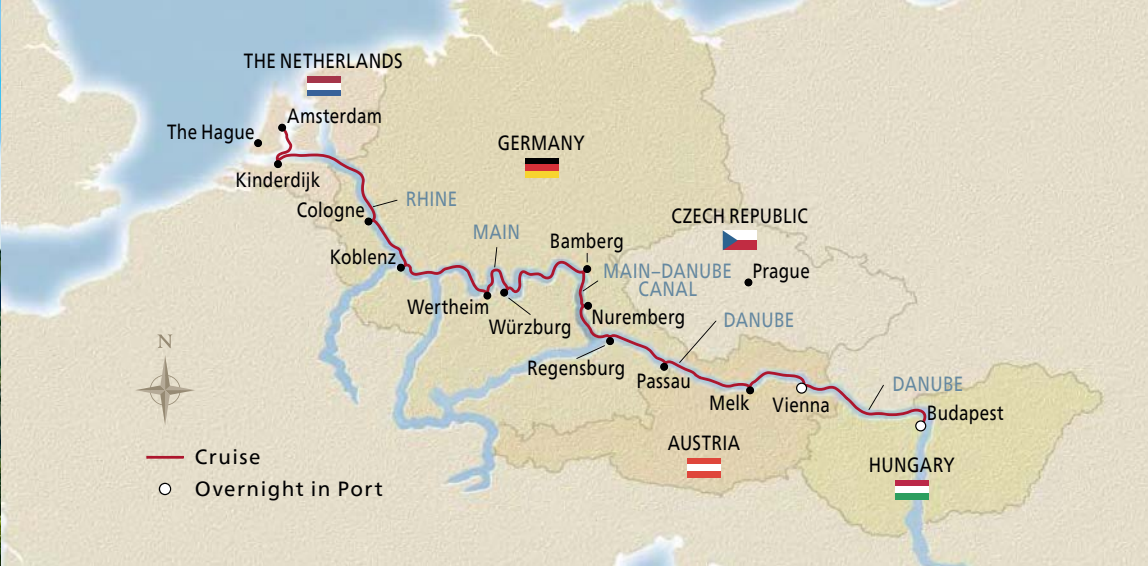 THE NETHERLANDS
Amsterdam
The Hague
Kinderdijk
GERMANY
Cologne
RHINE
CZECH REPUBLIC
MAIN
Bamberg
Koblenz
MAIN–DANUBE
CANAL
Prague
Wertheim
Würzburg
Nuremberg
DANUBE
Regensburg
Passau
Melk
Vienna
DANUBE
Budapest
AUSTRIA
HUNGARY
N
Cruise
Overnight in Port